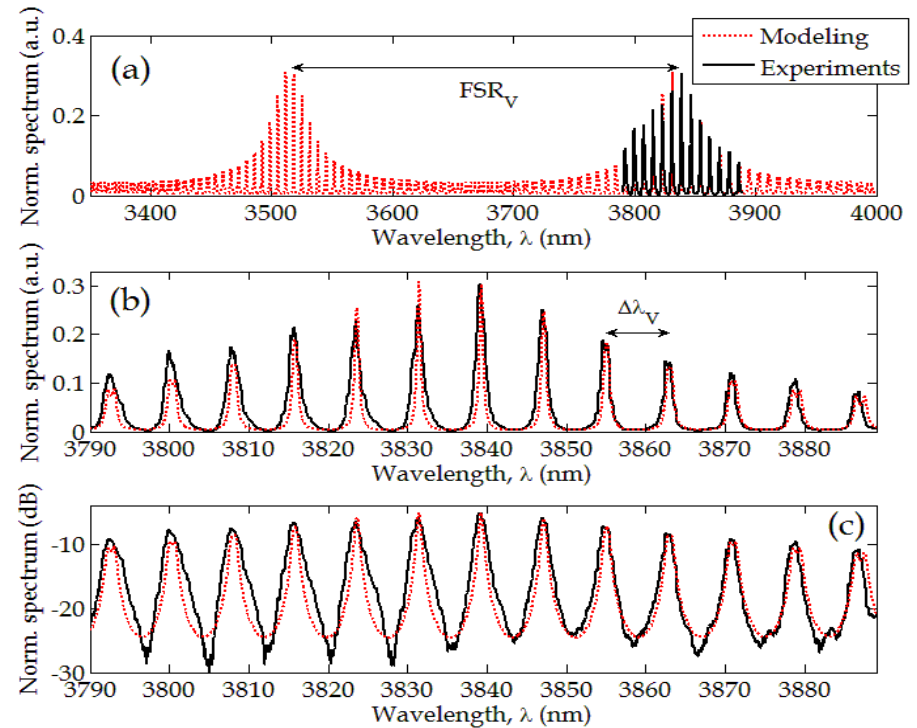 Modeling
Experiments
(a)
FSR_V
Norm. spectrum (a.u.)
0.4
0.2
0
3400 3500 3600 3700 3800 3900 4000
Wavelength, λ (nm)
(b)
Δλ_V
Norm. spectrum (a.u.)
0.3
0.2
0.1
0
3790 3800 3810 3820 3830 3840 3850 3860 3870 3880
Wavelength, λ (nm)
(c)
Norm. spectrum (dB)
-10
-20
-30
3790 3800 3810 3820 3830 3840 3850 3860 3870 3880
Wavelength, λ (nm)